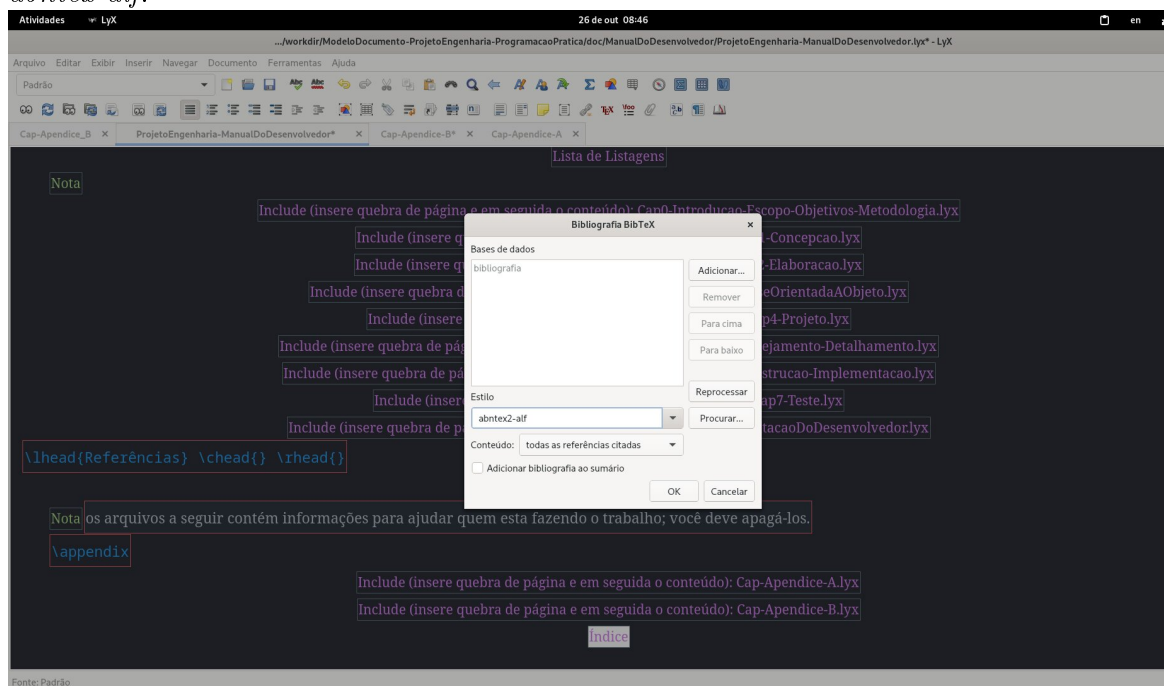 Atividades LyX 26 de out 08:46 en
.../workdir/ModeloDocumento-ProjetoEngenharia-ProgramacaoPratica/doc/ManualDoDesenvolvedor/ProjetoEngenharia-ManualDoDesenvolvedor.lyx* - LyX
Arquivo Editar Exibir Inserir Navegar Documento Ferramentas Ajuda
Padrão
Cap-Apendice_B × ProjetoEngenharia-ManualDoDesenvolvedor* × Cap-Apendice-B* × Cap-Apendice-A ×
Lista de Listagens
Nota
Include (insere quebra de página e em seguida o conteúdo): Cap0-Introducao-Escopo-Objetivos-Metodologia.lyx
Include (insere q
-Concepcao.lyx
Include (insere q
-Elaboracao.lyx
Include (insere quebra d
eOrientadaAObjeto.lyx
Include (insere
p4-Projeto.lyx
Include (insere quebra de pág
ejamento-Detalhamento.lyx
Include (insere quebra de pá
strucao-Implementacao.lyx
Include (inser
ap7-Teste.lyx
Include (insere quebra de p
tacaoDoDesenvolvedor.lyx
Bibliografia BibTeX ×
Bases de dados
bibliografia
Adicionar...
Remover
Para cima
Para baixo
Reprocessar
Estilo
abntex2-alf
Procurar...
Conteúdo: todas as referências citadas
Adicionar bibliografia ao sumário
OK Cancelar
\lhead{Referências} \chead{} \rhead{}
Nota os arquivos a seguir contém informações para ajudar quem esta fazendo o trabalho; você deve apagá-los.
\appendix
Include (insere quebra de página e em seguida o conteúdo): Cap-Apendice-A.lyx
Include (insere quebra de página e em seguida o conteúdo): Cap-Apendice-B.lyx
Índice
Fonte: Padrão